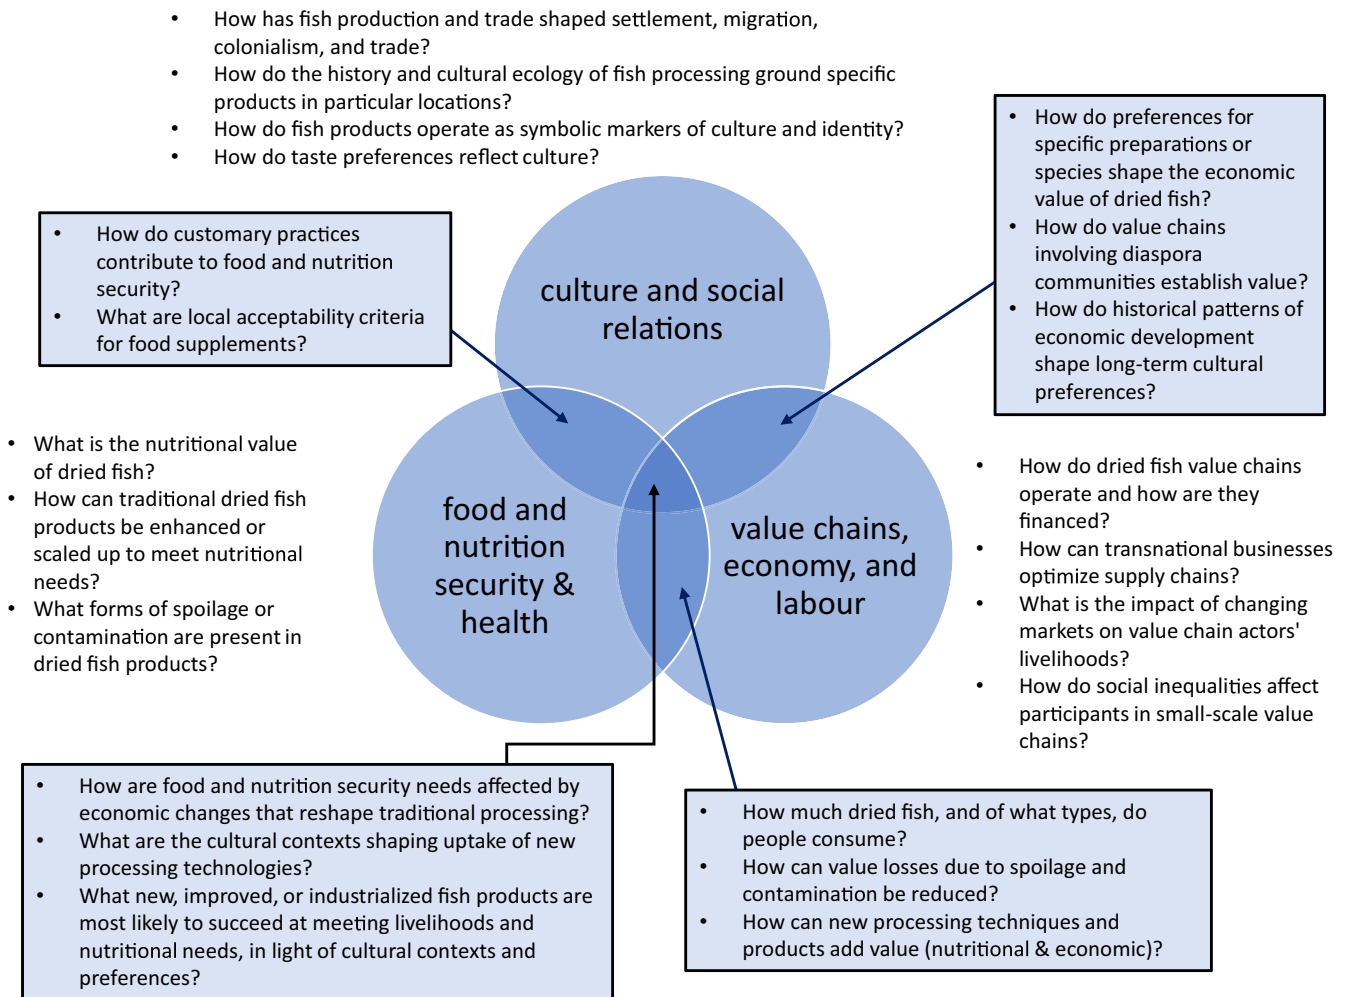 • How has fish production and trade shaped settlement, migration,
colonialism, and trade?
• How do the history and cultural ecology of fish processing ground specific
products in particular locations?
• How do fish products operate as symbolic markers of culture and identity?
• How do taste preferences reflect culture?
• How do preferences for
specific preparations or
species shape the economic
value of dried fish?
• How do value chains
involving diaspora
communities establish value?
• How do historical patterns of
economic development
shape long-term cultural
preferences?
• How do customary practices
contribute to food and nutrition
security?
• What are local acceptability criteria
for food supplements?
culture and social
relations
• What is the nutritional value
of dried fish?
• How can traditional dried fish
products be enhanced or
scaled up to meet nutritional
needs?
• What forms of spoilage or
contamination are present in
dried fish products?
food and
nutrition
security &
health
value chains,
economy, and
labour
• How do dried fish value chains
operate and how are they
financed?
• How can transnational businesses
optimize supply chains?
• What is the impact of changing
markets on value chain actors'
livelihoods?
• How do social inequalities affect
participants in small-scale value
chains?
• How are food and nutrition security needs affected by
economic changes that reshape traditional processing?
• What are the cultural contexts shaping uptake of new
processing technologies?
• What new, improved, or industrialized fish products are
most likely to succeed at meeting livelihoods and
nutritional needs, in light of cultural contexts and
preferences?
• How much dried fish, and of what types, do
people consume?
• How can value losses due to spoilage and
contamination be reduced?
• How can new processing techniques and
products add value (nutritional & economic)?